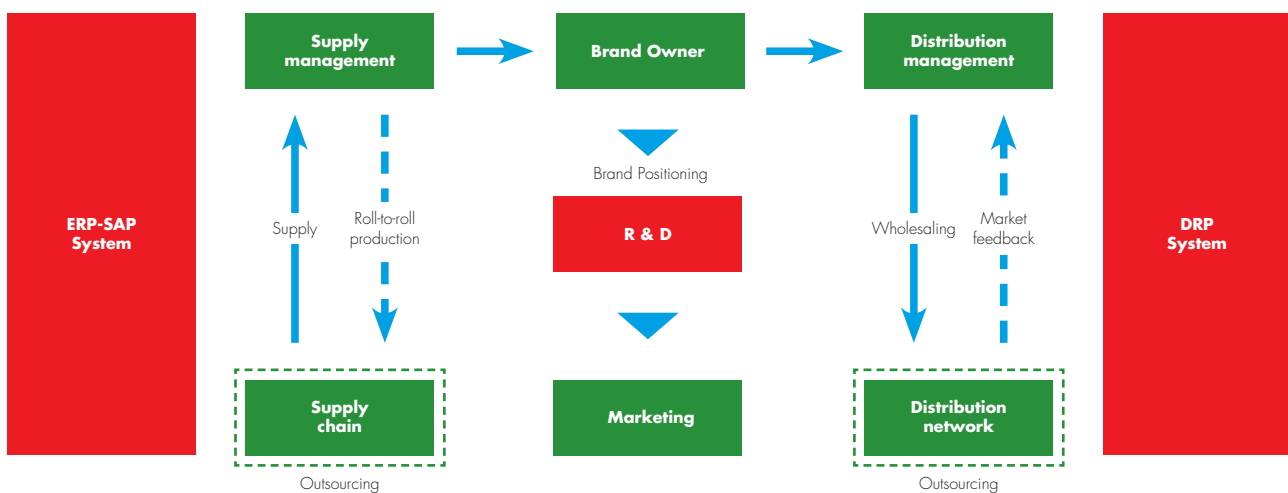 ERP-SAP
System
Supply
management
Brand Owner
Distribution
management
Supply
Roll-to-roll
production
Brand Positioning
R & D
Wholesaling
Market
feedback
Supply
chain
Outsourcing
Marketing
Distribution
network
Outsourcing
DRP
System